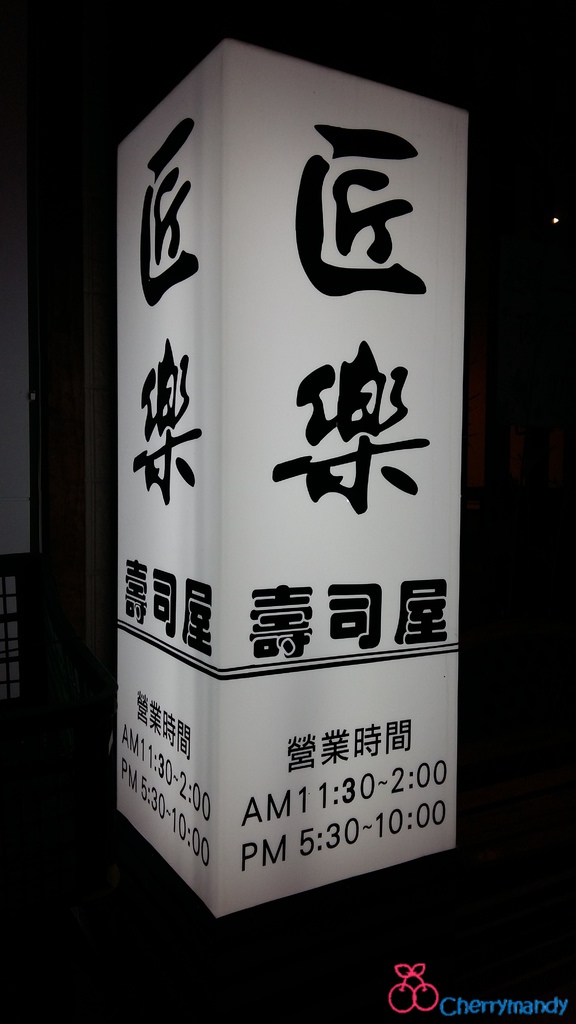 匠
樂
壽司屋
營業時間
AM11:30~2:00
PM 5:30~10:00
匠
樂
壽司屋
營業時間
AM11:30~2:00
PM 5:30~10:00
Cherrymandy